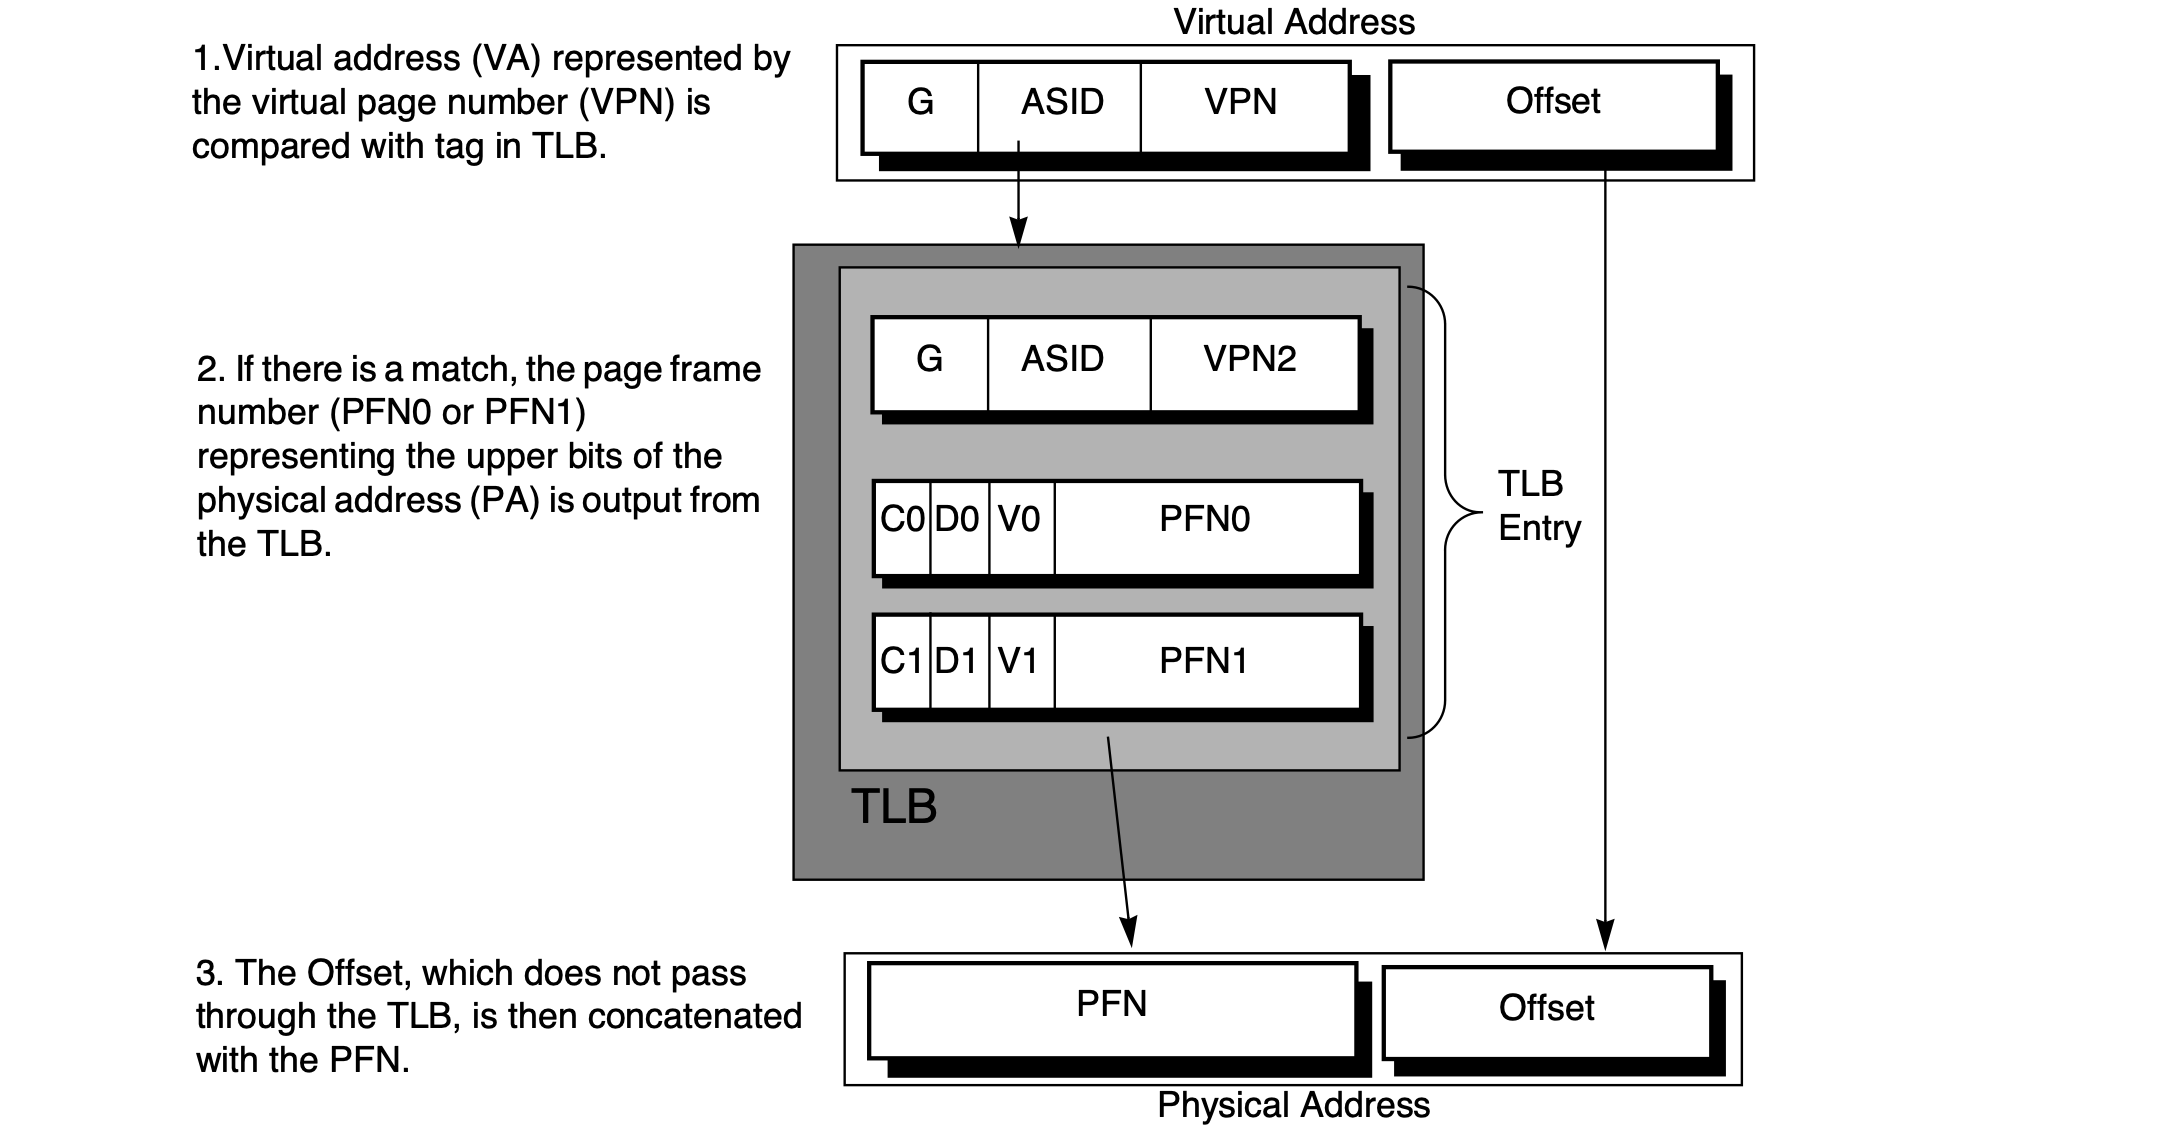 Virtual Address
1.Virtual address (VA) represented by
the virtual page number (VPN) is
compared with tag in TLB.
G ASID VPN Offset
2. If there is a match, the page frame
number (PFN0 or PFN1)
representing the upper bits of the
physical address (PA) is output from
the TLB.
G ASID VPN2
C0 D0 V0 PFN0
C1 D1 V1 PFN1
TLB
Entry
TLB
3. The Offset, which does not pass
through the TLB, is then concatenated
with the PFN.
PFN Offset
Physical Address